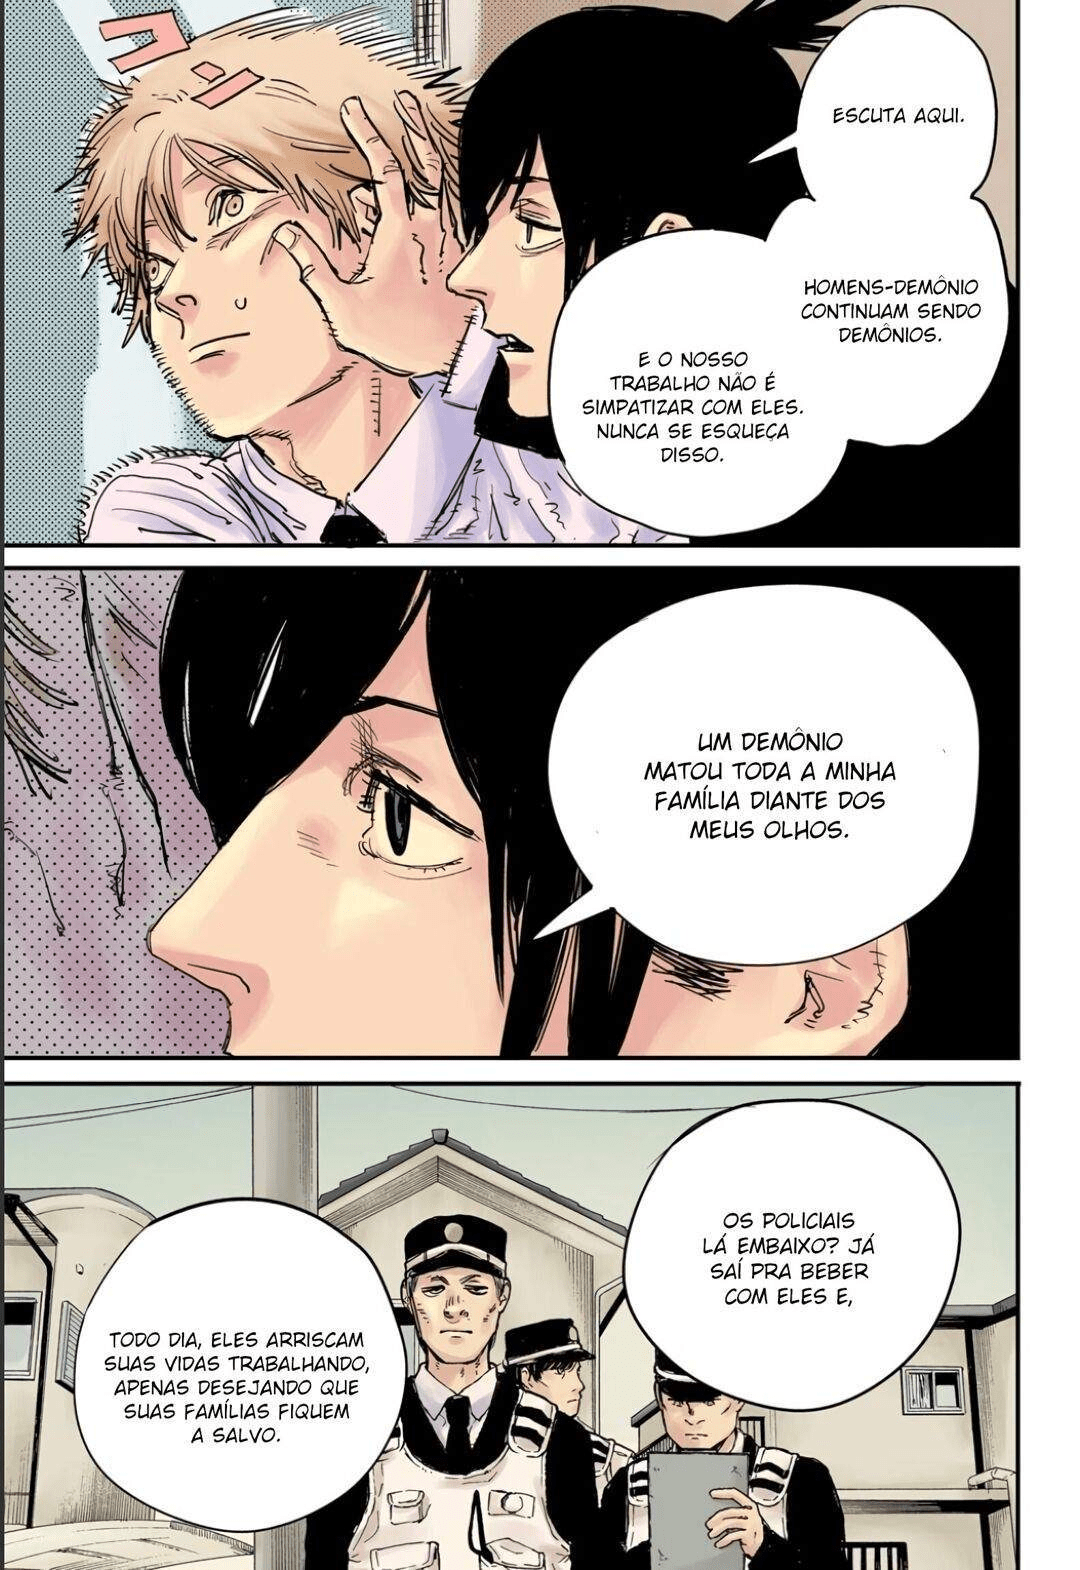 コン
ESCUTA AQUI.
HOMENS-DEMÔNIO
CONTINUAM SENDO
DEMÔNIOS.
E O NOSSO
TRABALHO NÃO É
SIMPATIZAR COM ELES.
NUNCA SE ESQUEÇA
DISSO.
UM DEMÔNIO
MATOU TODA A MINHA
FAMÍLIA DIANTE DOS
MEUS OLHOS.
OS POLICIAIS
LÁ EMBAIXO? JÁ
SAÍ PRA BEBER
COM ELES E,
TODO DIA, ELES ARRISCAM
SUAS VIDAS TRABALHANDO,
APENAS DESEJANDO QUE
SUAS FAMÍLIAS FIQUEM
A SALVO.